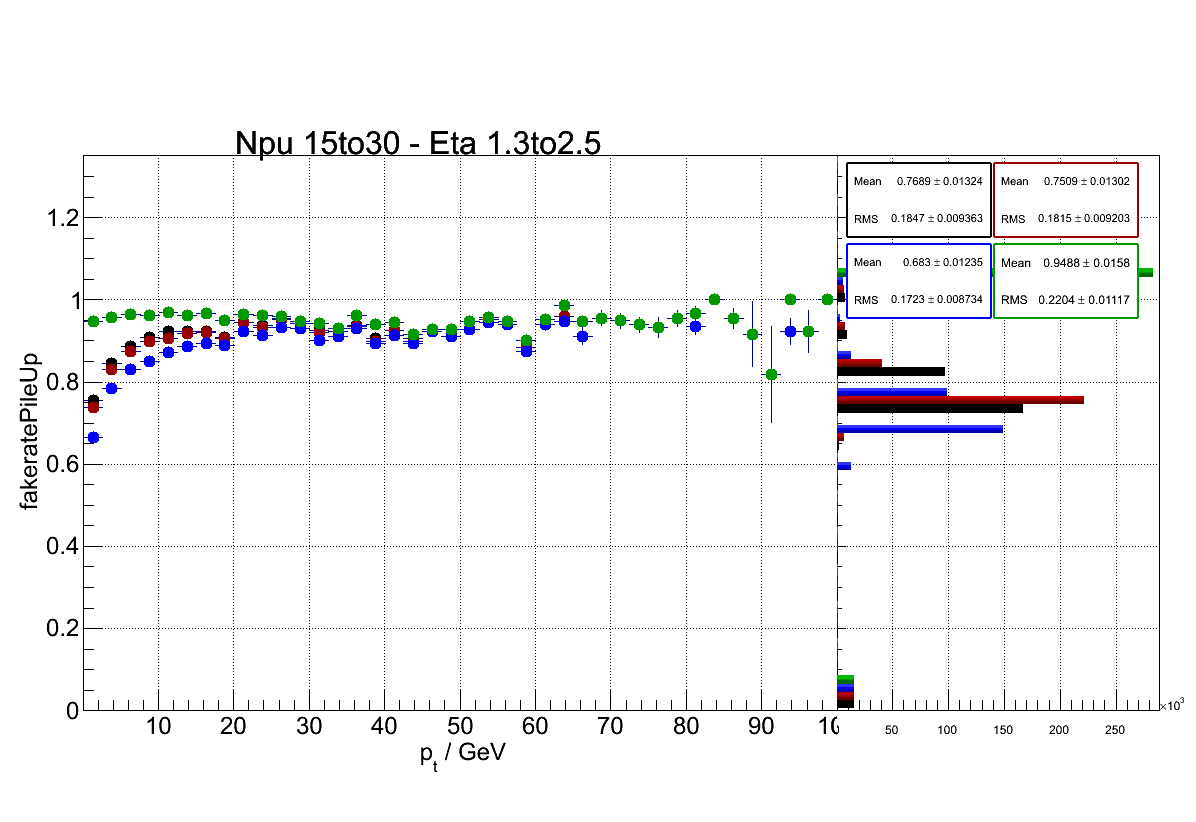 Npu 15to30 - Eta 1.3to2.5
fakeratePileUp
1.2
1
0.8
0.6
0.4
0.2
0
10 20 30 40 50 60 70 80 90
p_t / GeV
Mean 0.7689 ± 0.01324
RMS 0.1847 ± 0.009363
Mean 0.7509 ± 0.01302
RMS 0.1815 ± 0.009203
Mean 0.683 ± 0.01235
RMS 0.1723 ± 0.008734
Mean 0.9488 ± 0.0158
RMS 0.2204 ± 0.01117
50 100 150 200 250
×10³